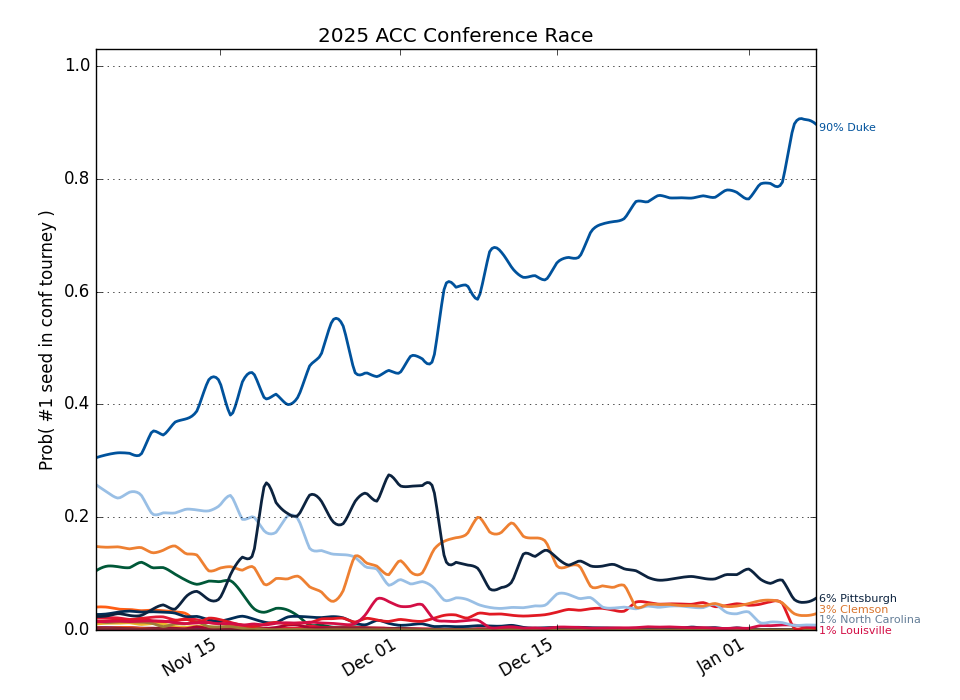 2025 ACC Conference Race
Prob( #1 seed in conf tourney )
1.0
0.8
0.6
0.4
0.2
0.0
Nov 15
Dec 01
Dec 15
Jan 01
90% Duke
6% Pittsburgh
3% Clemson
1% North Carolina
1% Louisville